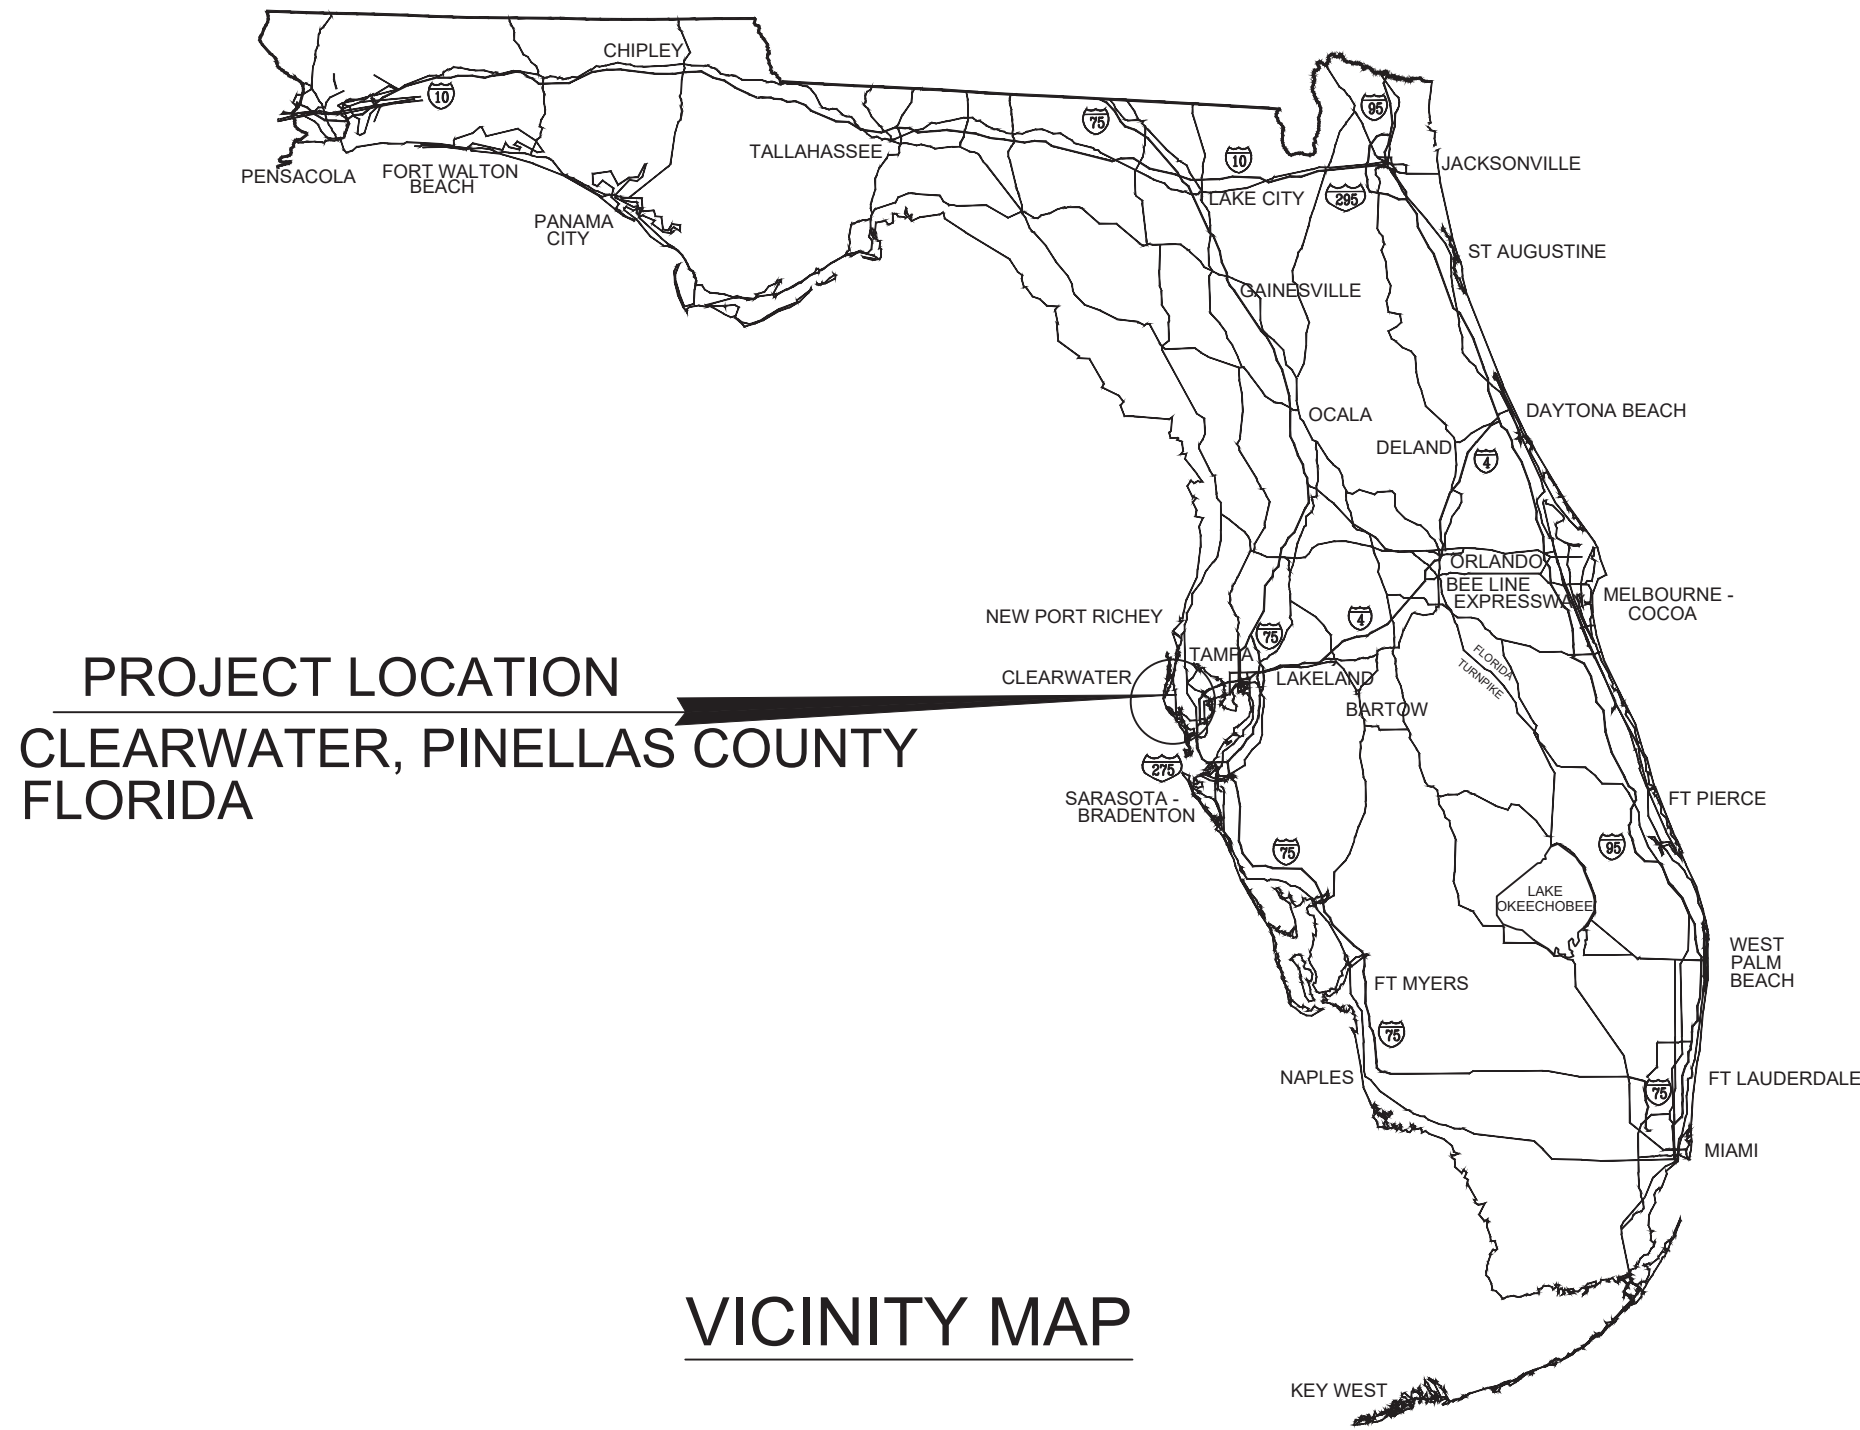 CHIPLEY
10
95
75
TALLAHASSEE
10
JACKSONVILLE
PENSACOLA
FORT WALTON
BEACH
LAKE CITY
295
PANAMA
CITY
ST AUGUSTINE
GAINESVILLE
OCALA
DAYTONA BEACH
DELAND
4
ORLANDO
BEE LINE
EXPRESSWAY
MELBOURNE -
COCOA
NEW PORT RICHEY
4
75
TAMPA
FLORIDA
TURNPIKE
PROJECT LOCATION
CLEARWATER
LAKELAND
BARTOW
CLEARWATER, PINELLAS COUNTY
FLORIDA
275
SARASOTA -
BRADENTON
FT PIERCE
75
95
LAKE
OKEECHOBEE
WEST
PALM
BEACH
FT MYERS
75
NAPLES
FT LAUDERDALE
75
MIAMI
VICINITY MAP
KEY WEST